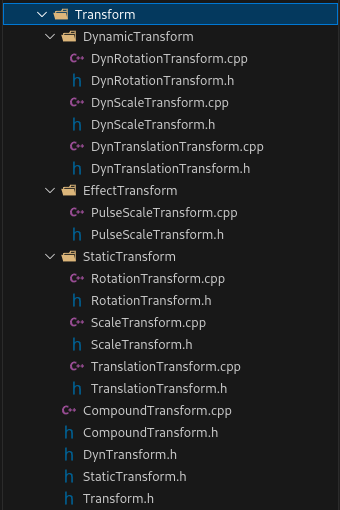 Transform
DynamicTransform
DynRotationTransform.cpp
DynRotationTransform.h
DynScaleTransform.cpp
DynScaleTransform.h
DynTranslationTransform.cpp
DynTranslationTransform.h
EffectTransform
PulseScaleTransform.cpp
PulseScaleTransform.h
StaticTransform
RotationTransform.cpp
RotationTransform.h
ScaleTransform.cpp
ScaleTransform.h
TranslationTransform.cpp
TranslationTransform.h
CompoundTransform.cpp
CompoundTransform.h
DynTransform.h
StaticTransform.h
Transform.h